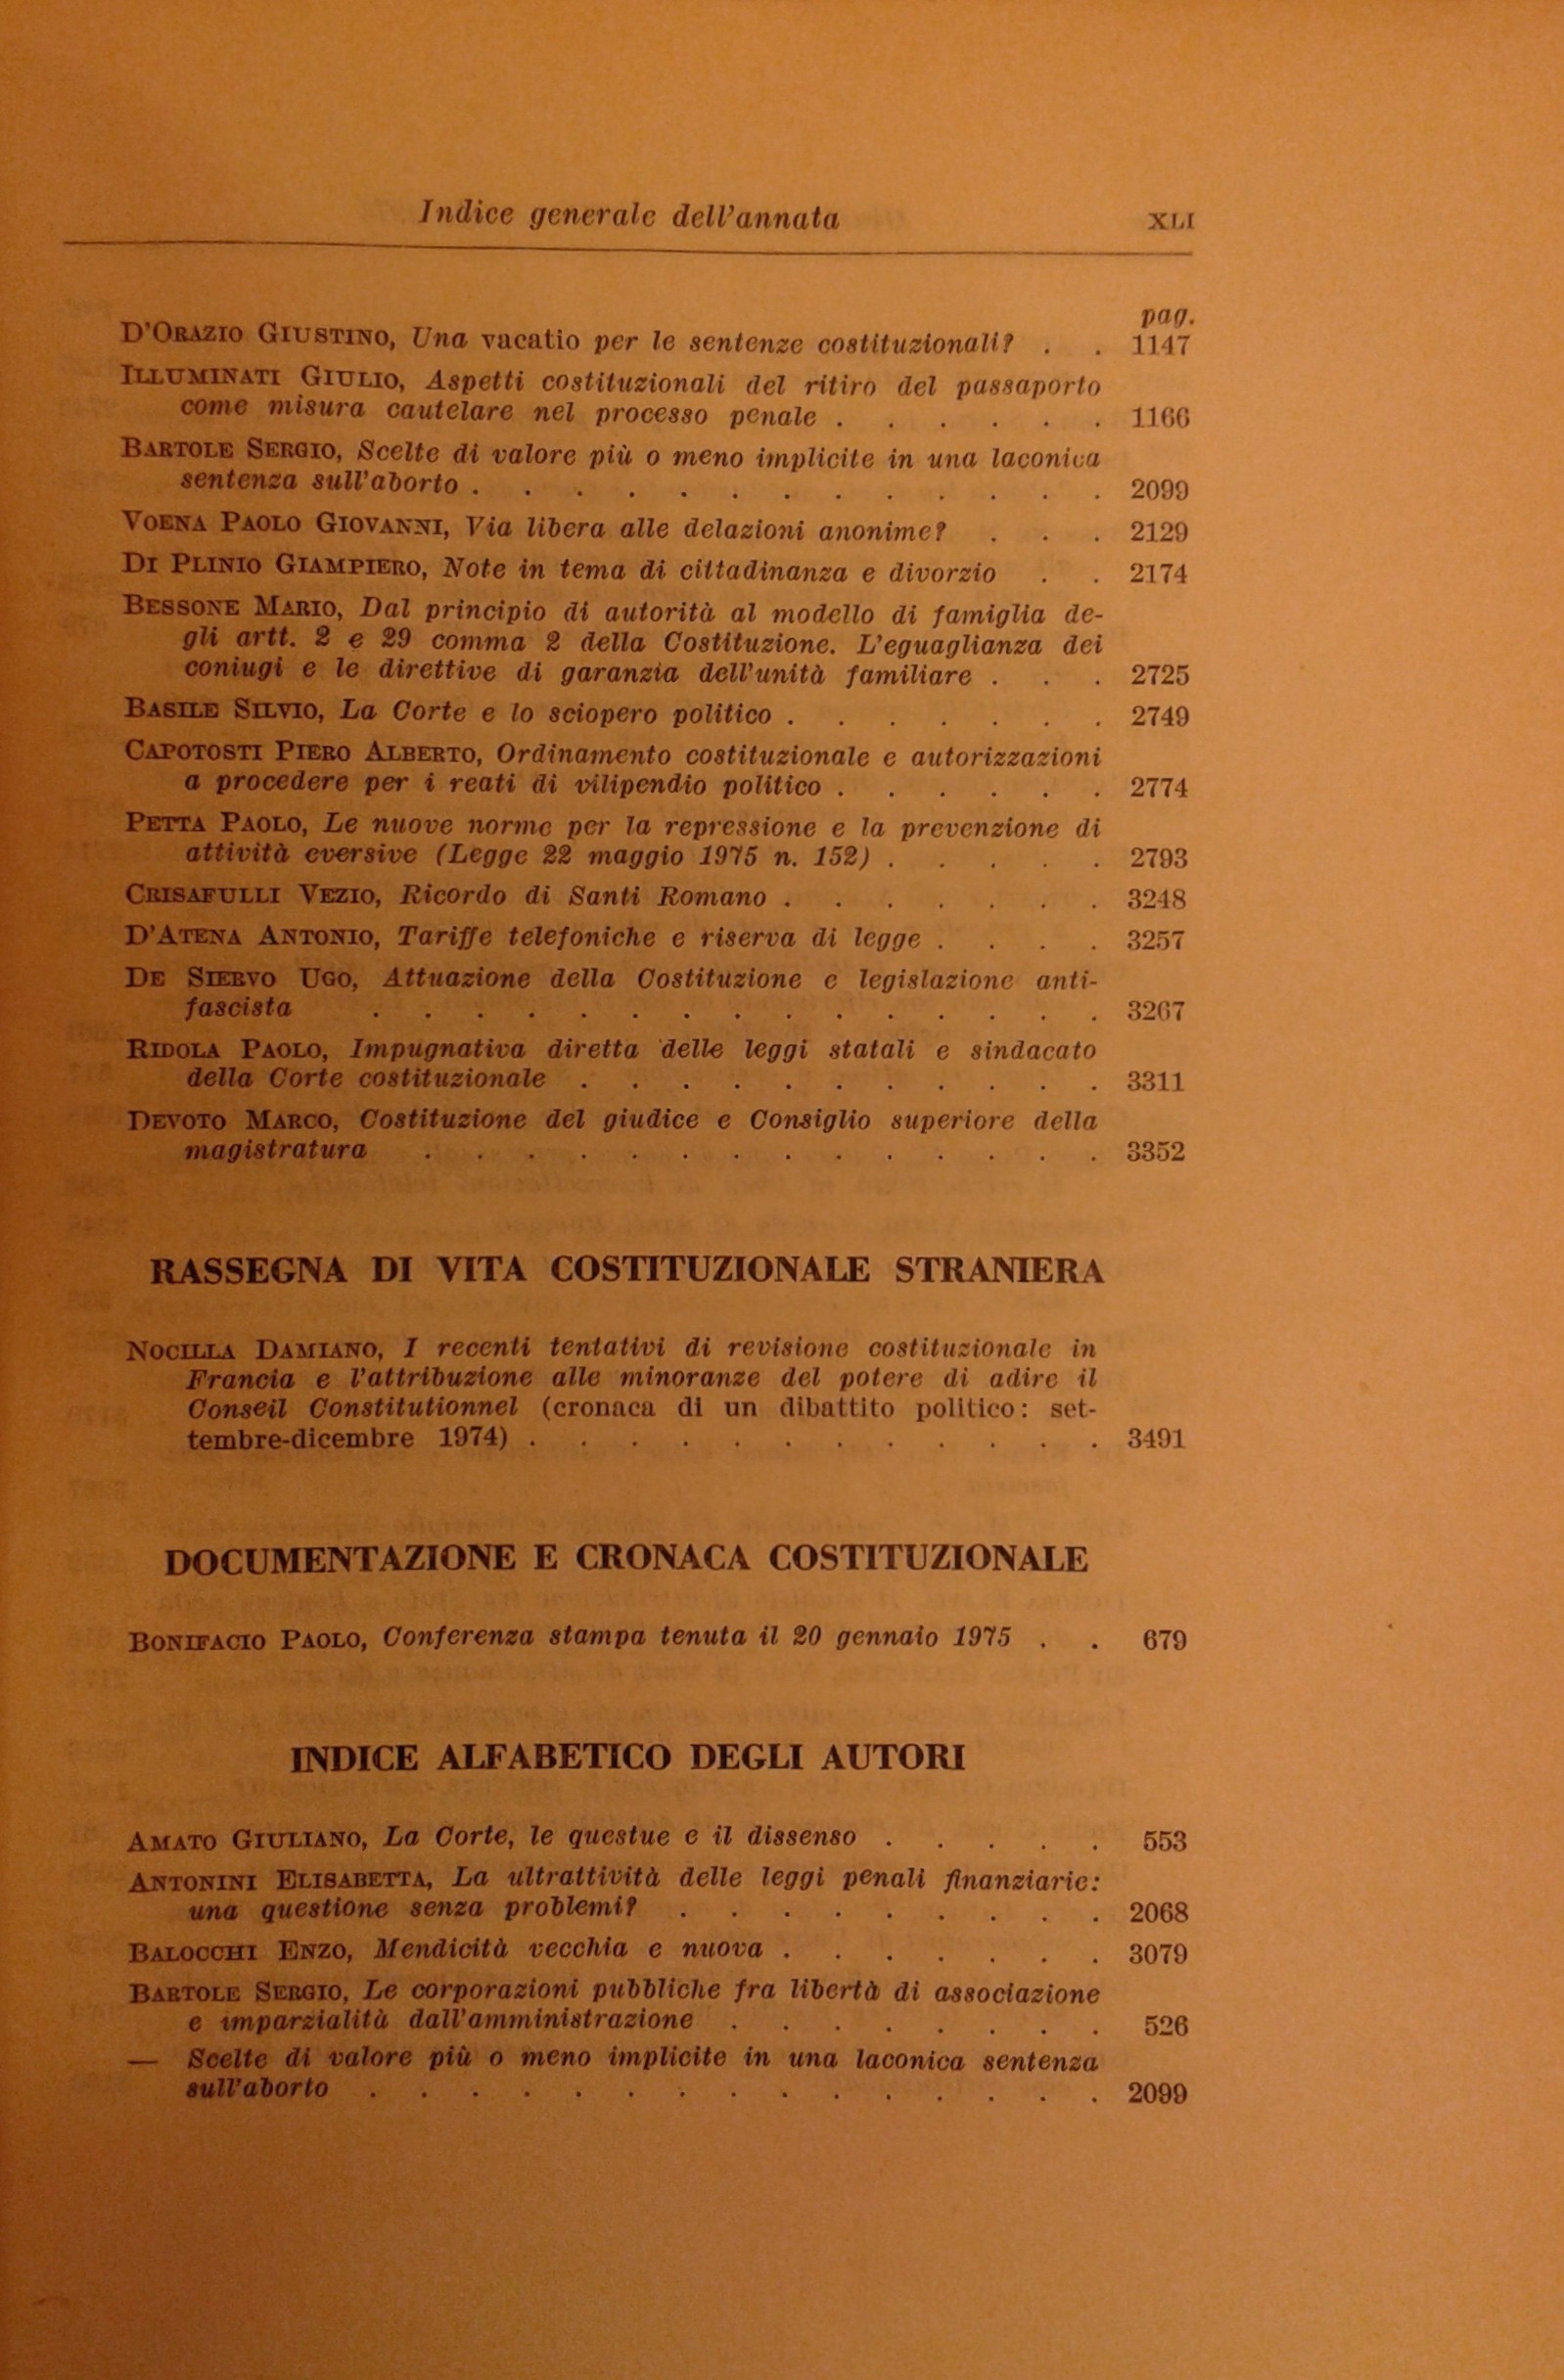 Indice generale dell'annata XLI
pag.
D'Orazio Giustino, Una vacatio per le sentenze costituzionali? . . 1147
Illuminati Giulio, Aspetti costituzionali del ritiro del passaporto
come misura cautelare nel processo penale . . . . . . 1166
Bartole Sergio, Scelte di valore più o meno implicite in una laconica
sentenza sull'aborto . . . . . . . . . . . . . 2099
Voena Paolo Giovanni, Via libera alle delazioni anonime? . . . 2129
Di Plinio Giampiero, Note in tema di cittadinanza e divorzio . . 2174
Bessone Mario, Dal principio di autorità al modello di famiglia de-
gli artt. 2 e 29 comma 2 della Costituzione. L'eguaglianza dei
coniugi e le direttive di garanzia dell'unità familiare . . . 2725
Basile Silvio, La Corte e lo sciopero politico . . . . . . . 2749
Capotosti Piero Alberto, Ordinamento costituzionale e autorizzazioni
a procedere per i reati di vilipendio politico . . . . . . 2774
Petta Paolo, Le nuove norme per la repressione e la prevenzione di
attività eversive (Legge 22 maggio 1975 n. 152) . . . . . 2793
Crisafulli Vezio, Ricordo di Santi Romano . . . . . . . 3248
D'Atena Antonio, Tariffe telefoniche e riserva di legge . . . . 3257
De Siervo Ugo, Attuazione della Costituzione e legislazione anti-
fascista . . . . . . . . . . . . . . . 3267
Ridola Paolo, Impugnativa diretta delle leggi statali e sindacato
della Corte costituzionale . . . . . . . . . . . 3311
Devoto Marco, Costituzione del giudice e Consiglio superiore della
magistratura . . . . . . . . . . . . . . 3352
RASSEGNA DI VITA COSTITUZIONALE STRANIERA
Nocilla Damiano, I recenti tentativi di revisione costituzionale in
Francia e l'attribuzione alle minoranze del potere di adire il
Conseil Constitutionnel (cronaca di un dibattito politico: set-
tembre-dicembre 1974) . . . . . . . . . . . . 3491
DOCUMENTAZIONE E CRONACA COSTITUZIONALE
Bonifacio Paolo, Conferenza stampa tenuta il 20 gennaio 1975 . . 679
INDICE ALFABETICO DEGLI AUTORI
Amato Giuliano, La Corte, le questue e il dissenso . . . . . 553
Antonini Elisabetta, La ultrattività delle leggi penali finanziarie:
una questione senza problemi? . . . . . . . . . 2068
Balocchi Enzo, Mendicità vecchia e nuova . . . . . . . 3079
Bartole Sergio, Le corporazioni pubbliche fra libertà di associazione
e imparzialità dall'amministrazione . . . . . . . . 526
— Scelte di valore più o meno implicite in una laconica sentenza
sull'aborto . . . . . . . . . . . . . . . 2099